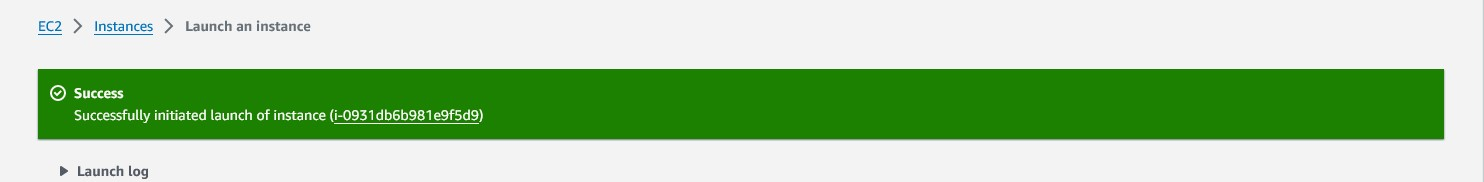 EC2 > Instances > Launch an instance
Success
Successfully initiated launch of instance (i-0931db6b981e9f5d9)
Launch log